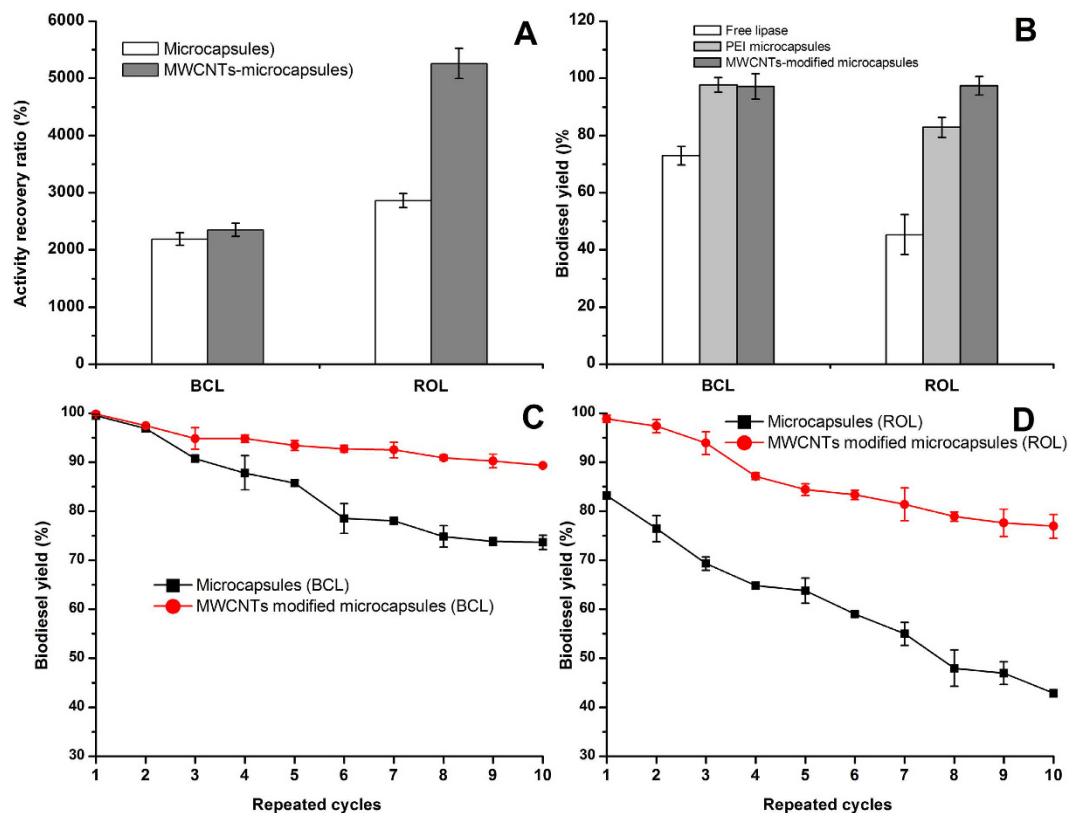 A
Microcapsules)
MWCNTs-microcapsules)
Activity recovery ratio (%)
6000
5000
4000
3000
2000
1000
0
BCL ROL
B
Free lipase
PEI microcapsules
MWCNTs-modified microcapsules
Biodiesel yield ()%
120
100
80
60
40
20
0
BCL ROL
C
Microcapsules (BCL)
MWCNTs modified microcapsules (BCL)
Biodiesel yield (%)
100
90
80
70
60
50
40
30
1 2 3 4 5 6 7 8 9 10
Repeated cycles
D
Microcapsules (ROL)
MWCNTs modified microcapsules (ROL)
Biodiesel yield (%)
100
90
80
70
60
50
40
30
1 2 3 4 5 6 7 8 9 10
Repeated cycles